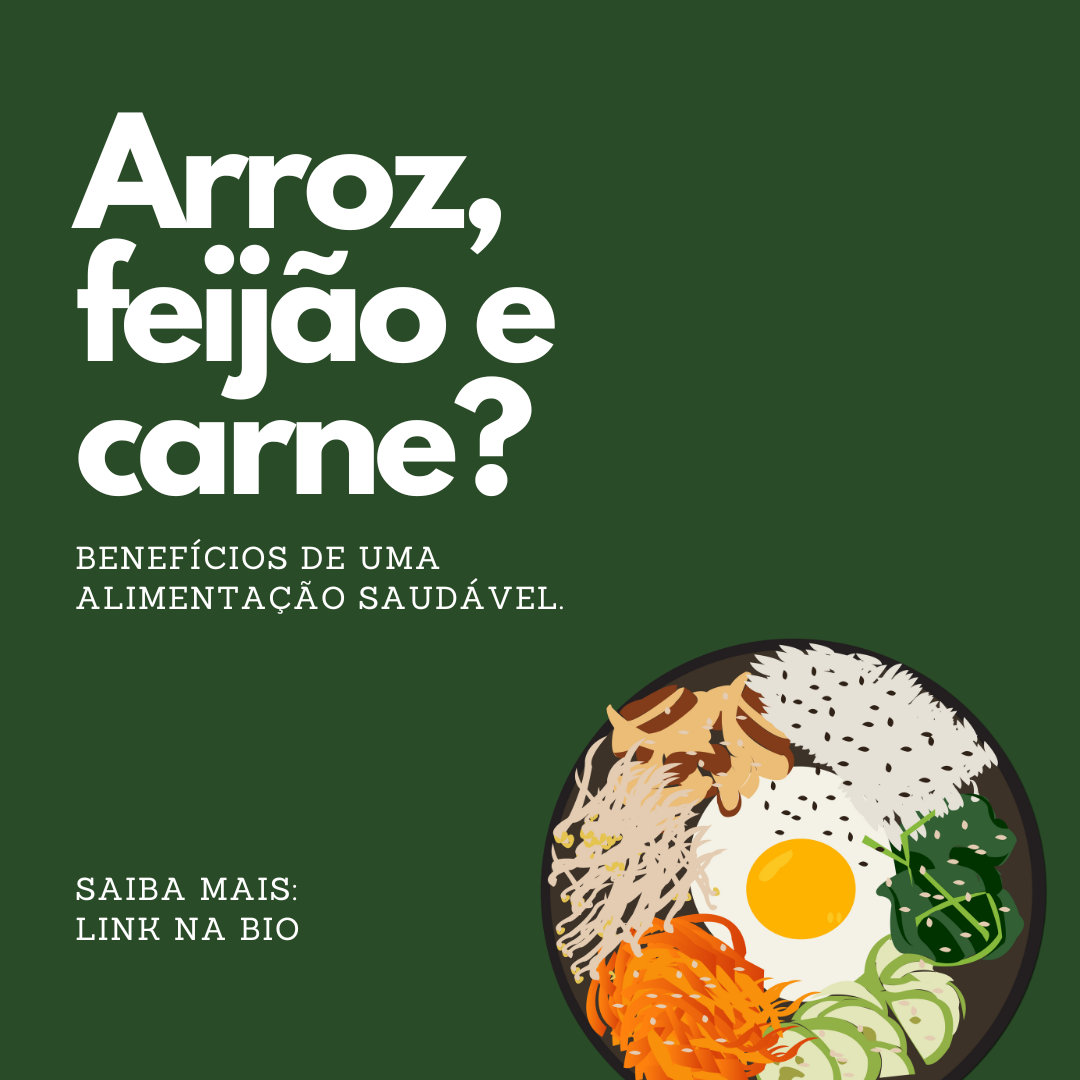 Arroz,
feijão e
carne?
BENEFÍCIOS DE UMA
ALIMENTAÇÃO SAUDÁVEL.
SAIBA MAIS:
LINK NA BIO